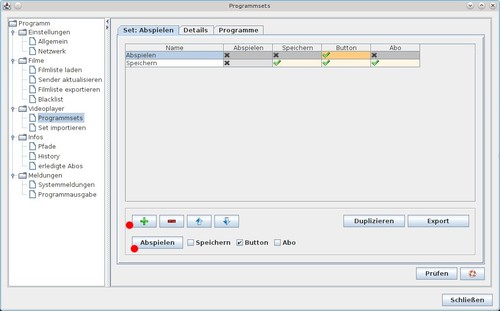 Programmsets
Programm
Einstellungen
Allgemein
Netzwerk
Filme
Filmliste laden
Sender aktualisieren
Filmliste exportieren
Blacklist
Videoplayer
Programmsets
Set importieren
Infos
Pfade
History
erledigte Abos
Meldungen
Systemmeldungen
Programmausgabe
Set: Abspielen Details Programme
Name Abspielen Speichern Button Abo
Abspielen
Speichern
Duplizieren Export
Abspielen Speichern Button Abo
Prüfen
Schließen